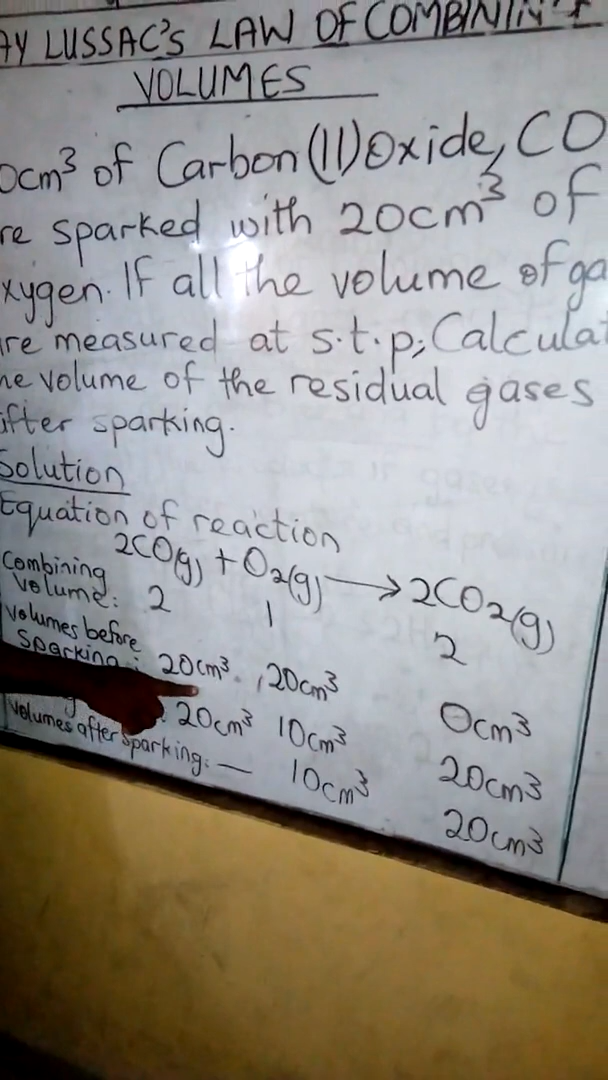 AY LUSSAC'S LAW OF COMBININ
VOLUMES
0cm³ of Carbon(II)Oxide, CO
re sparked with 20cm³ of
xygen. If all the volume of ga
re measured at s.t.p; Calculat
he volume of the residual gases
after sparking.
Solution
Equation of reaction
2CO(g) + O₂(g) → 2CO₂(g)
Combining volume: 2 1 2
Volumes before sparking: 20cm³ , 20cm³ 0cm³
20cm³ 10cm³ 20cm³
Volumes after sparking: — 10cm³ 20cm³